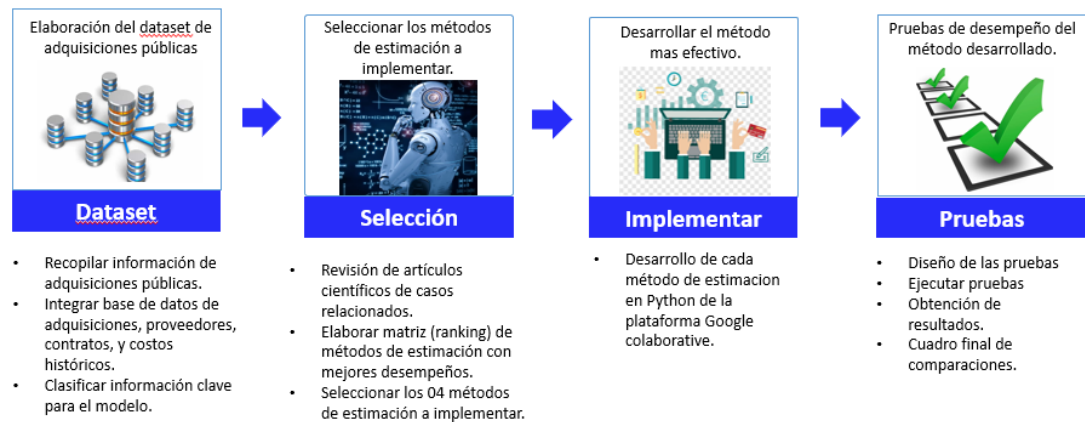 Elaboración del dataset de
adquisiciones públicas
Dataset
• Recopilar información de
adquisiciones públicas.
• Integrar base de datos de
adquisiciones, proveedores,
contratos, y costos
históricos.
• Clasificar información clave
para el modelo.
Seleccionar los métodos
de estimación a
implementar.
Selección
• Revisión de artículos
científicos de casos
relacionados.
• Elaborar matriz (ranking) de
métodos de estimación con
mejores desempeños.
• Seleccionar los 04 métodos
de estimación a implementar.
Desarrollar el método
mas efectivo.
Implementar
• Desarrollo de cada
método de estimacion
en Python de la
plataforma Google
colaborative.
Pruebas de desempeño del
método desarrollado.
Pruebas
• Diseño de las pruebas
• Ejecutar pruebas
• Obtención de
resultados.
• Cuadro final de
comparaciones.